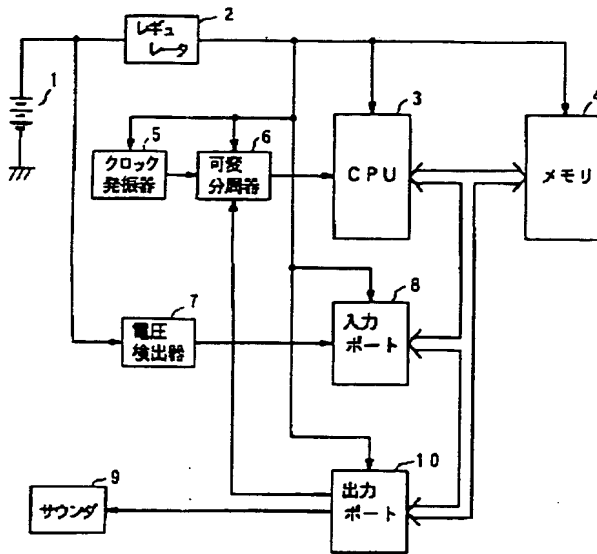 2
レギュ
レータ
1
3
4
5
6
クロック
発振器
可変
分周器
CPU
メモリ
7
8
電圧
検出器
入力
ポート
9
10
サウンダ
出力
ポート